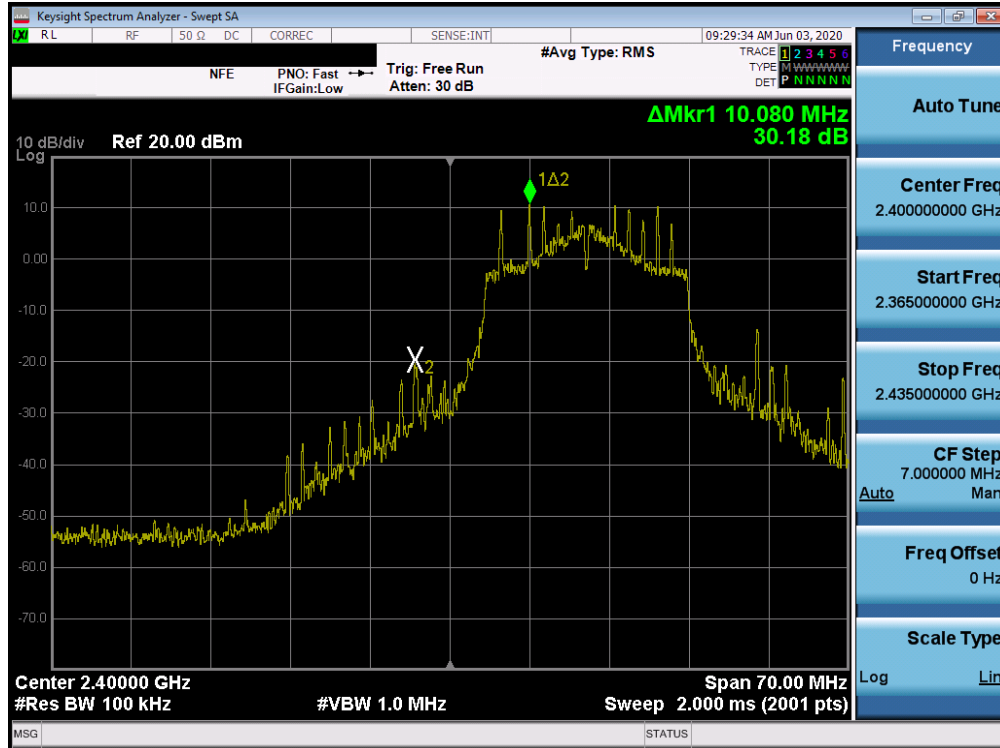 Keysight Spectrum Analyzer - Swept SA
LXI RL RF 50 Ω DC CORREC SENSE:INT 09:29:34 AM Jun 03, 2020
NFE PNO: Fast Trig: Free Run #Avg Type: RMS TRACE 1 2 3 4 5 6
IFGain:Low Atten: 30 dB TYPE M WWWWW
DET P N N N N N
ΔMkr1 10.080 MHz
30.18 dB
10 dB/div Ref 20.00 dBm
Log
1Δ2
10.0
0.00
-10.0
-20.0
X2
-30.0
-40.0
-50.0
-60.0
-70.0
Center 2.40000 GHz Span 70.00 MHz
#Res BW 100 kHz #VBW 1.0 MHz Sweep 2.000 ms (2001 pts)
MSG STATUS
Frequency
Auto Tune
Center Freq
2.400000000 GHz
Start Freq
2.365000000 GHz
Stop Freq
2.435000000 GHz
CF Step
7.000000 MHz
Auto Man
Freq Offset
0 Hz
Scale Type
Log Lin